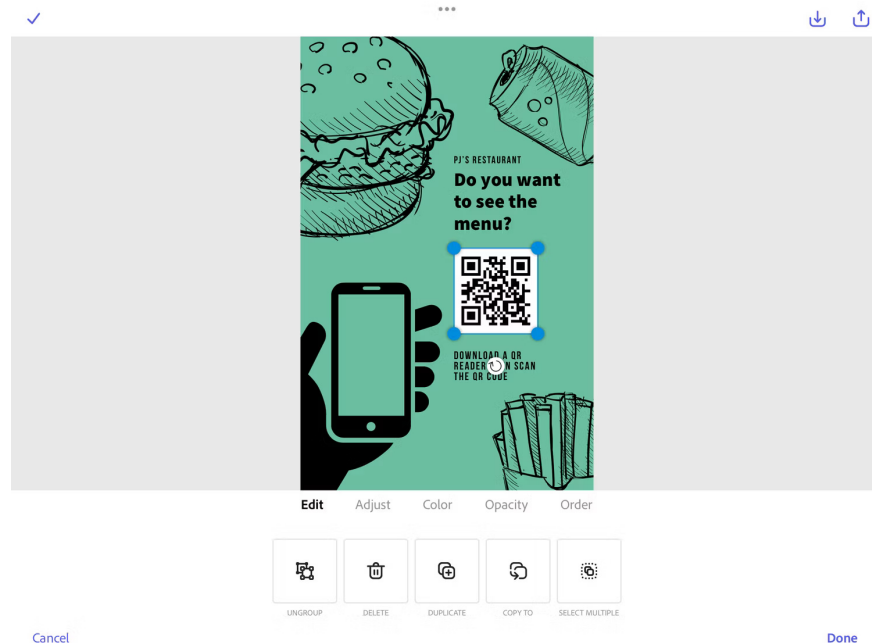 PJ'S RESTAURANT
Do you want
to see the
menu?
DOWNLOAD A QR
READER SCAN
THE QR CODE
Edit Adjust Color Opacity Order
UNGROUP DELETE DUPLICATE COPY TO SELECT MULTIPLE
Cancel Done